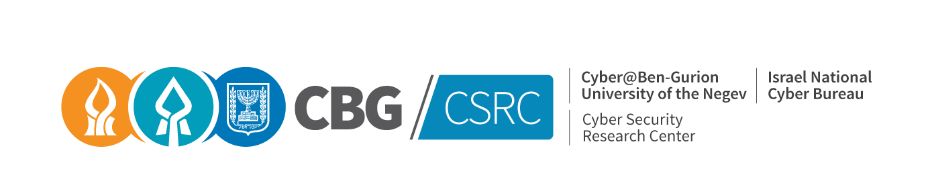 CBG
CSRC
Cyber@Ben-Gurion
University of the Negev
Israel National
Cyber Bureau
Cyber Security
Research Center